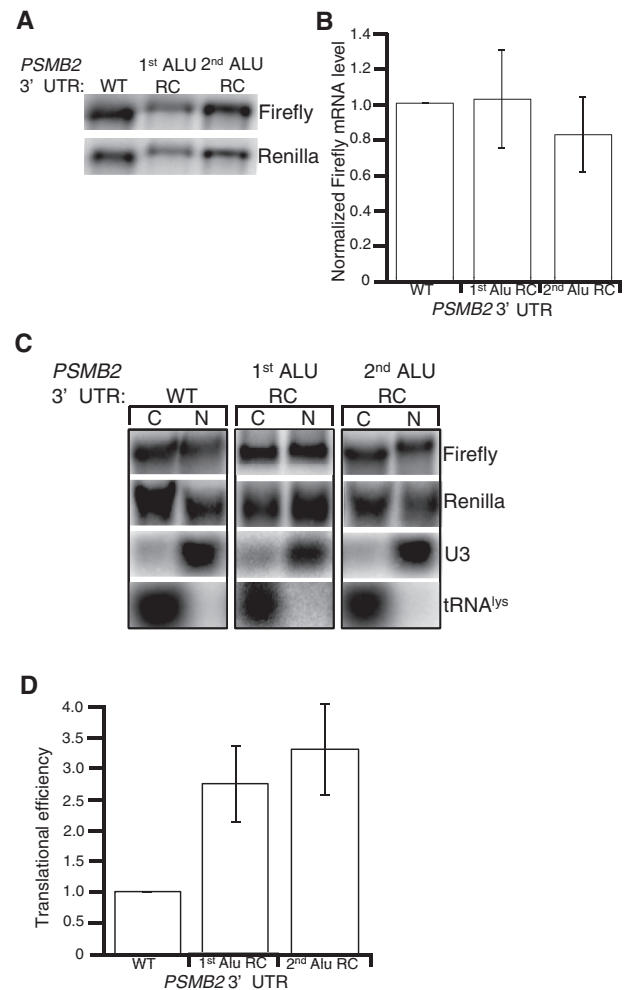 A
PSMB2 1st ALU 2nd ALU
3' UTR: WT RC RC
Firefly
Renilla
B
Normalized Firefly mRNA level
1.4
1.2
1.0
0.8
0.6
0.4
0.2
0
WT 1st Alu RC 2nd Alu RC
PSMB2 3' UTR
C
PSMB2 1st ALU 2nd ALU
3' UTR: WT RC RC
C N C N C N
Firefly
Renilla
U3
tRNAlys
D
Translational efficiency
4.0
3.5
3.0
2.5
2.0
1.5
1.0
0.5
0
WT 1st Alu RC 2nd Alu RC
PSMB2 3' UTR